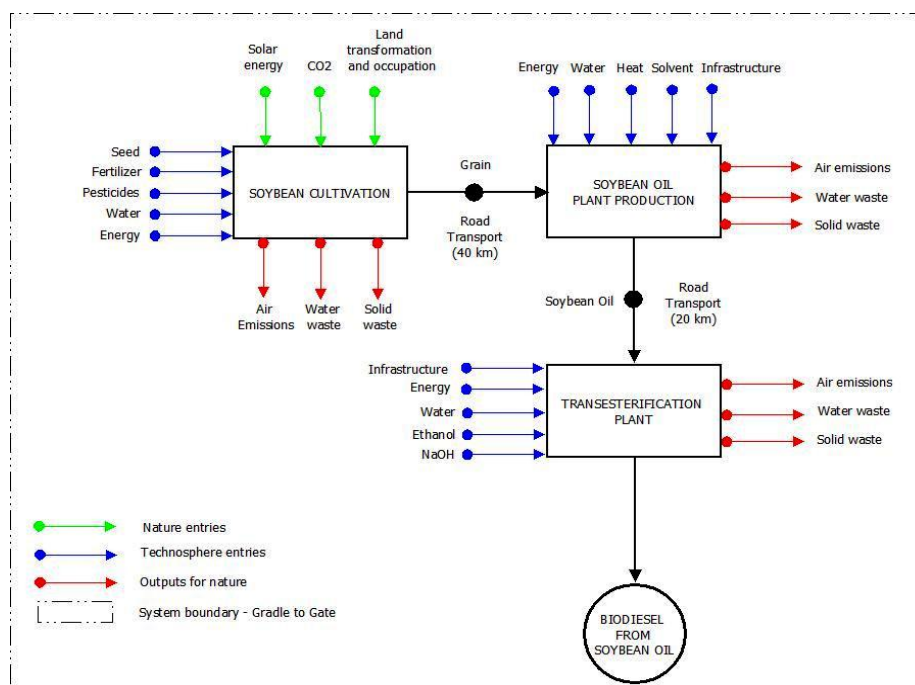 Solar
energy
CO2
Land
transformation
and occupation
Energy
Water
Heat
Solvent
Infrastructure
Seed
Fertilizer
Pesticides
Water
Energy
SOYBEAN CULTIVATION
Grain
Road
Transport
(40 km)
SOYBEAN OIL
PLANT PRODUCTION
Air emissions
Water waste
Solid waste
Air
Emissions
Water
waste
Solid
waste
Soybean Oil
Road
Transport
(20 km)
Infrastructure
Energy
Water
Ethanol
NaOH
TRANSESTERIFICATION
PLANT
Air emissions
Water waste
Solid waste
Nature entries
Technosphere entries
Outputs for nature
System boundary - Gradle to Gate
BIODIESEL
FROM
SOYBEAN OIL